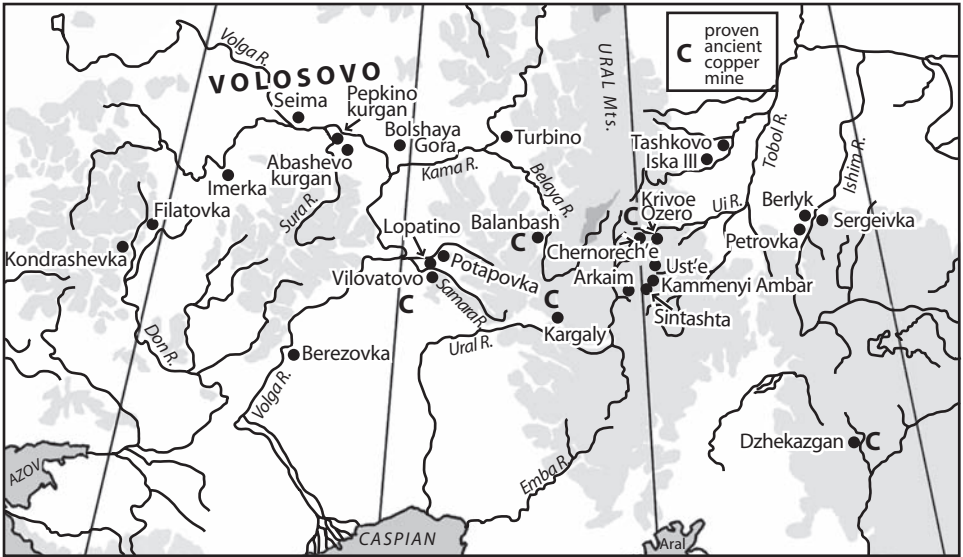 C
proven
ancient
copper
mine
Volga R.
VOLOSOVO
URAL Mts.
Seima
Pepkino
kurgan
Bolshaya
Gora
Turbino
Tashkovo
Iska III
Tobol R.
Ishim R.
Abashevo
kurgan
Kama R.
Imerka
Belaya R.
Sura R.
Filatovka
Krivoe
Ozero
Ui R.
Berlyk
Sergeivka
Lopatino
Balanbash
C
C
Chernorech'e
Petrovka
Kondrashevka
Potapovka
Ust'e
Vilovatovo
Arkaim
Kammenyi Ambar
C
Samara R.
C
Sintashta
Kargaly
Don R.
Ural R.
Berezovka
Volga R.
Dzhekazgan
C
AZOV
Emba R.
CASPIAN
Aral